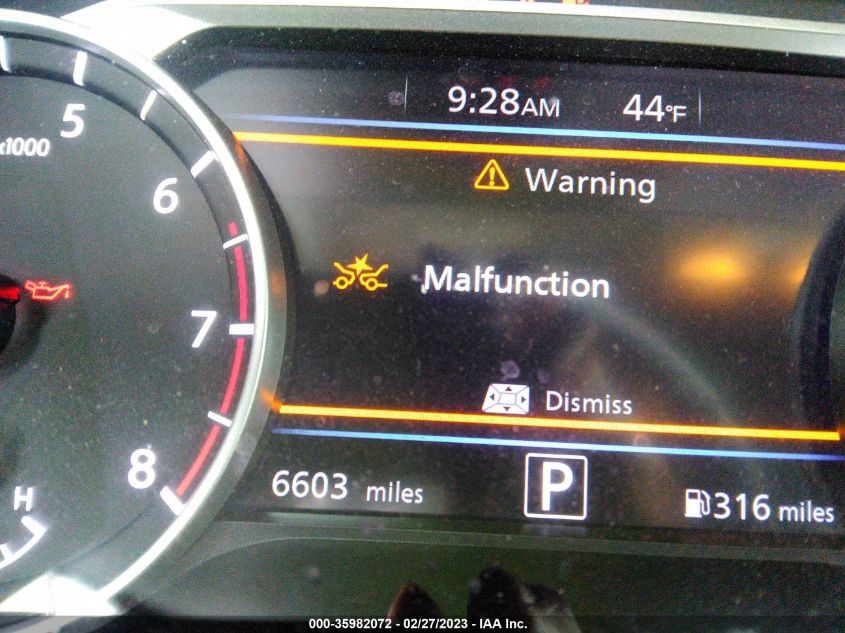 9:28AM 44°F
5
x1000
Warning
6
Malfunction
7
Dismiss
8
6603 miles P 316 miles
H
000-35982072 - 02/27/2023 - IAA Inc.